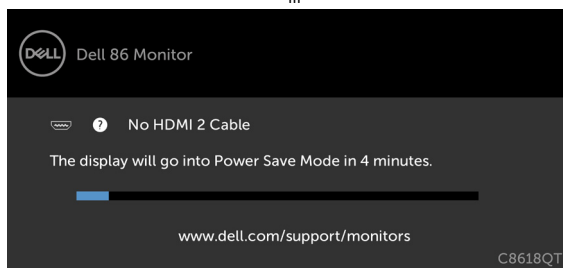 DELL
Dell 86 Monitor
? No HDMI 2 Cable
The display will go into Power Save Mode in 4 minutes.
www.dell.com/support/monitors
C8618QT